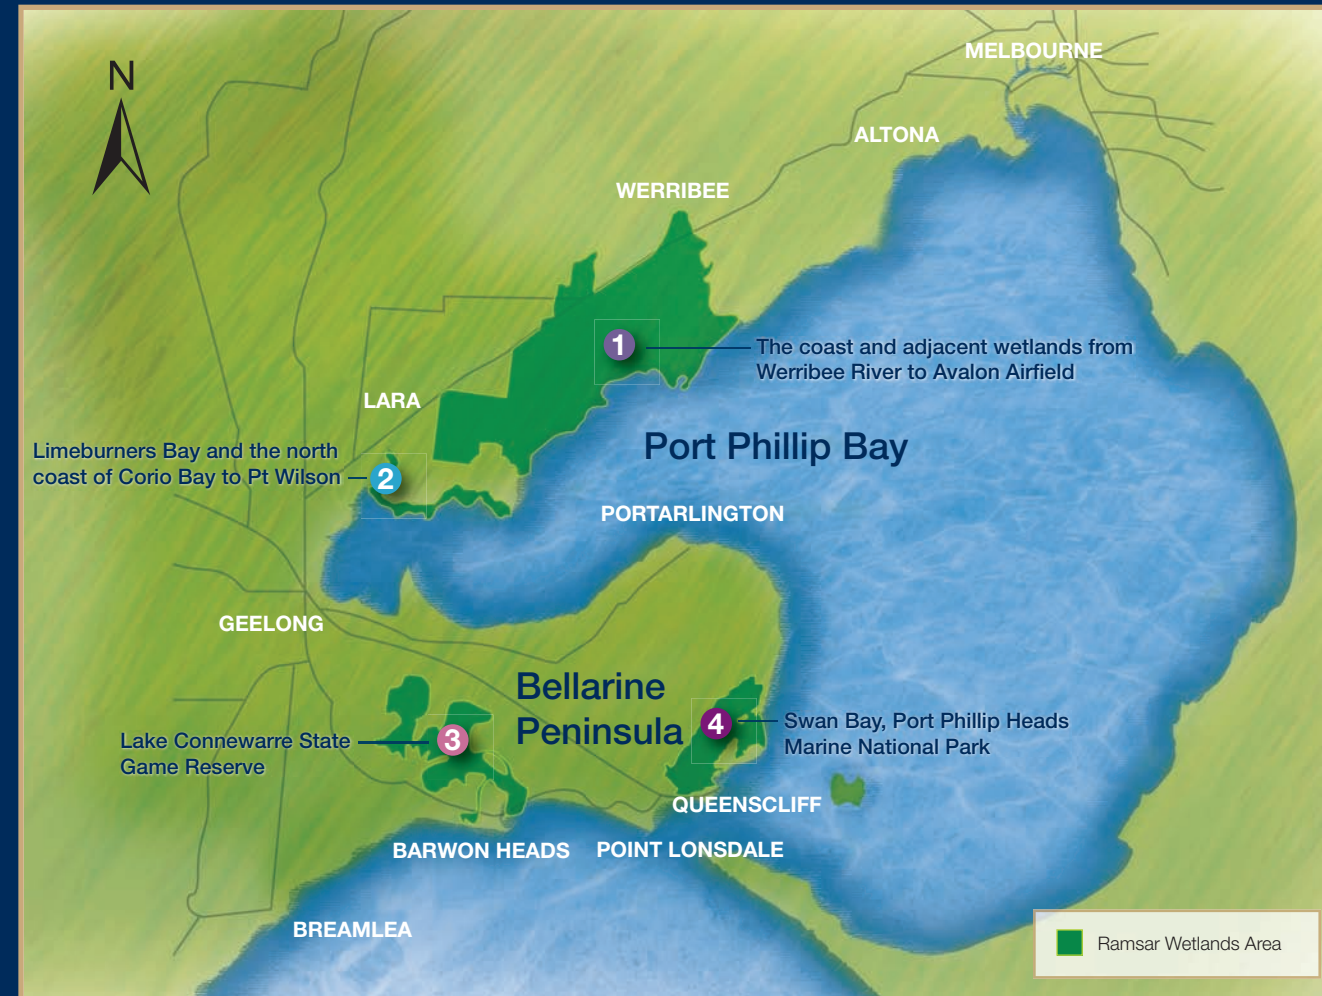 N
MELBOURNE
ALTONA
WERRIBEE
1
The coast and adjacent wetlands from
Werribee River to Avalon Airfield
LARA
Limeburners Bay and the north
coast of Corio Bay to Pt Wilson
2
Port Phillip Bay
PORTARLINGTON
GEELONG
Bellarine
Peninsula
4
Swan Bay, Port Phillip Heads
Marine National Park
Lake Connewarre State
Game Reserve
3
QUEENSCLIFF
BARWON HEADS
POINT LONSDALE
BREAMLEA
Ramsar Wetlands Area